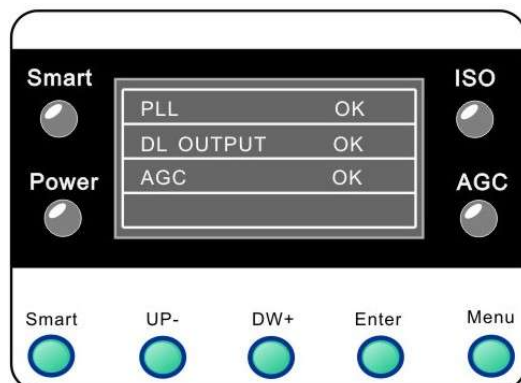 Smart
ISO
PLL OK
DL OUTPUT OK
Power
AGC OK
AGC
Smart UP- DW+ Enter Menu